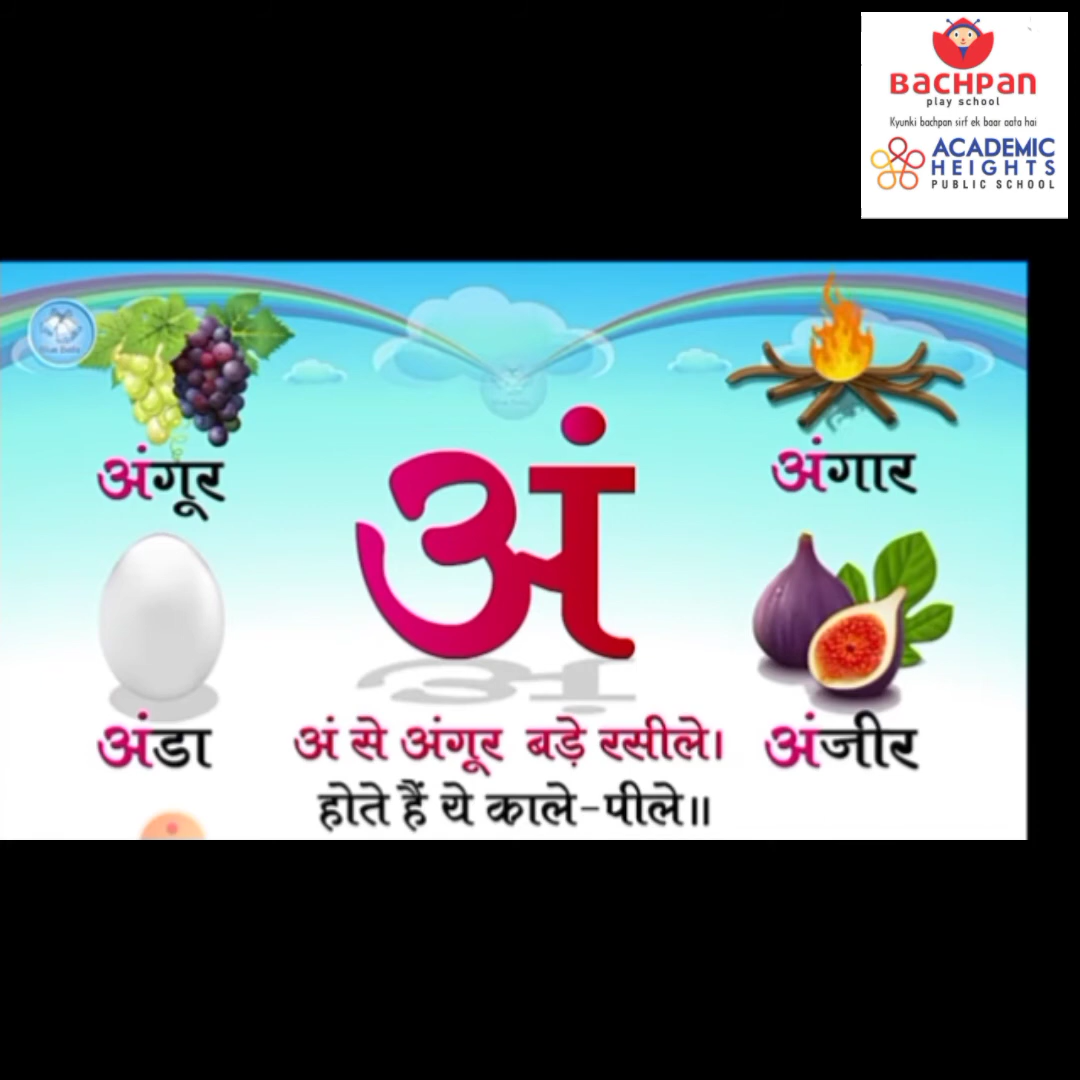 BACHPAN
play school
Kyunki bachpan sirf ek baar aata hai
ACADEMIC
HEIGHTS
PUBLIC SCHOOL
अंगूर
अंगार
अं
अंडा
अंजीर
अं से अंगूर बड़े रसीले।
होते हैं ये काले-पीले॥